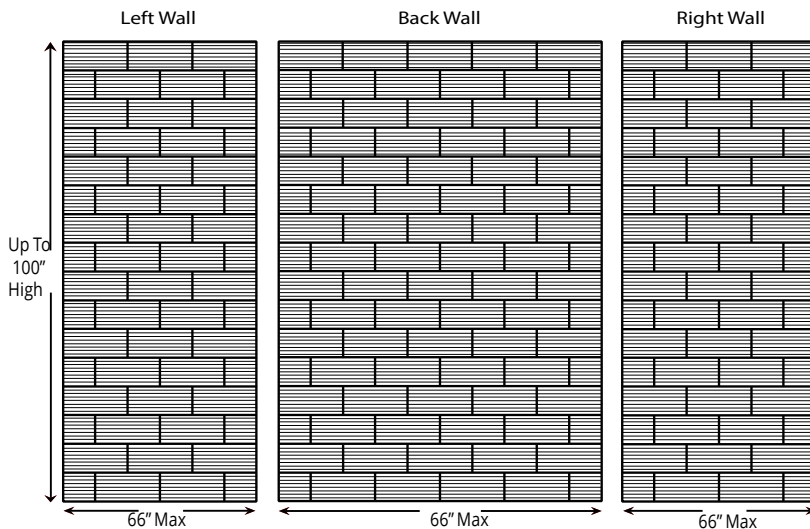 Left Wall
Back Wall
Right Wall
Up To
100”
High
66” Max
66” Max
66” Max